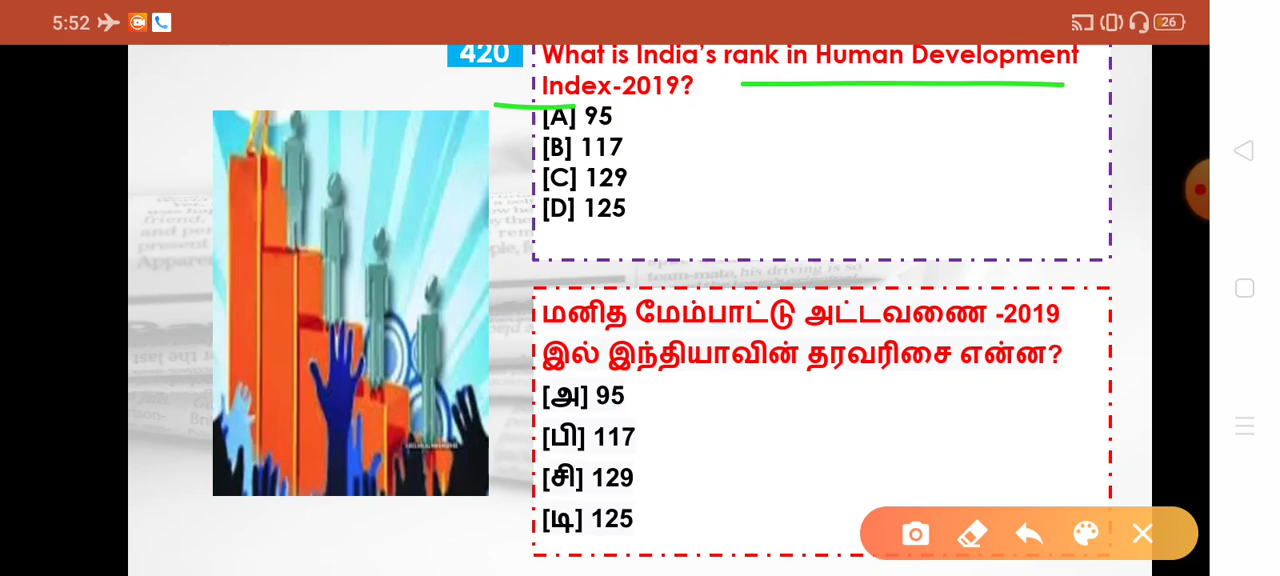 5:52
26
420
What is India's rank in Human Development
Index-2019?
[A] 95
[B] 117
[C] 129
[D] 125
மனித மேம்பாட்டு அட்டவணை -2019
இல் இந்தியாவின் தரவரிசை என்ன?
[அ] 95
[பி] 117
[சி] 129
[டி] 125